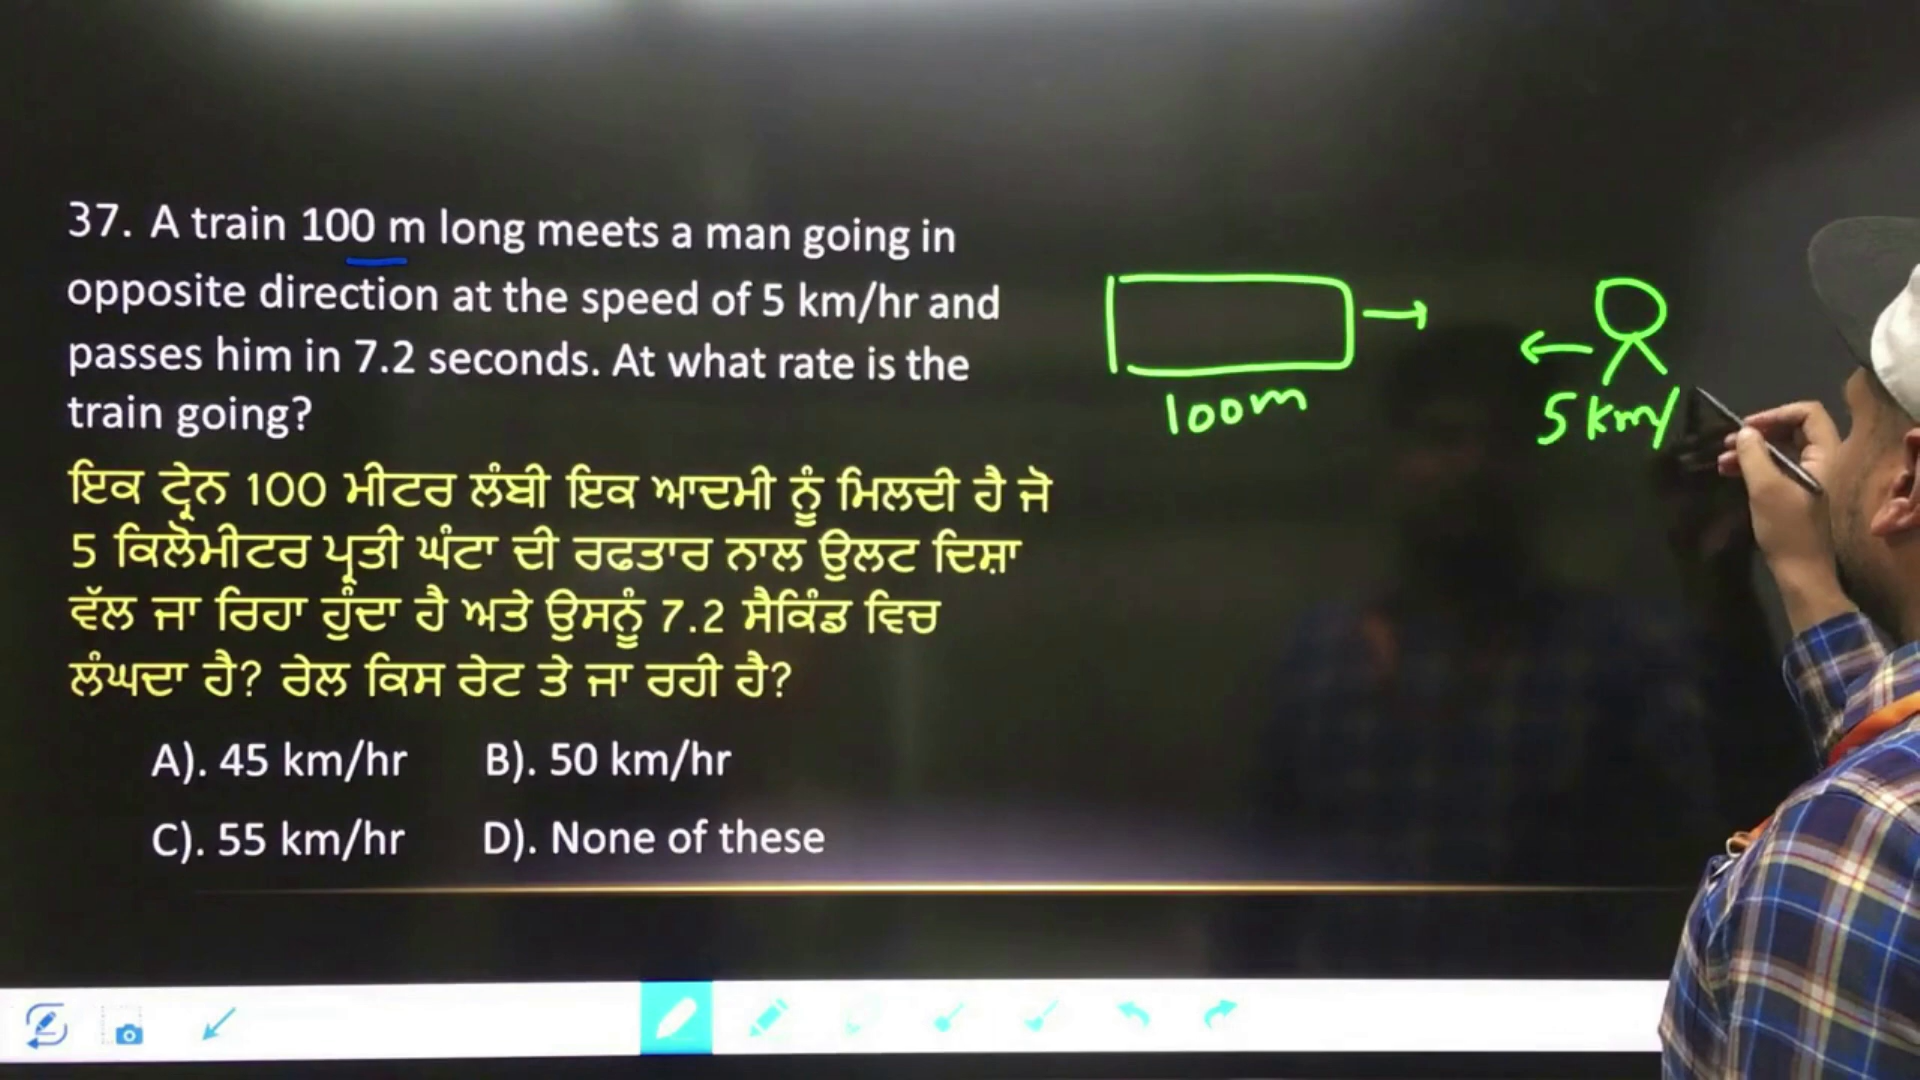 37. A train 100 m long meets a man going in
opposite direction at the speed of 5 km/hr and
passes him in 7.2 seconds. At what rate is the
train going?
ਇਕ ਟ੍ਰੇਨ 100 ਮੀਟਰ ਲੰਬੀ ਇਕ ਆਦਮੀ ਨੂੰ ਮਿਲਦੀ ਹੈ ਜੋ
5 ਕਿਲੋਮੀਟਰ ਪ੍ਰਤੀ ਘੰਟਾ ਦੀ ਰਫਤਾਰ ਨਾਲ ਉਲਟ ਦਿਸ਼ਾ
ਵੱਲ ਜਾ ਰਿਹਾ ਹੁੰਦਾ ਹੈ ਅਤੇ ਉਸਨੂੰ 7.2 ਸੈਕਿੰਡ ਵਿਚ
ਲੰਘਦਾ ਹੈ? ਰੇਲ ਕਿਸ ਰੇਟ ਤੇ ਜਾ ਰਹੀ ਹੈ?
A). 45 km/hr B). 50 km/hr
C). 55 km/hr D). None of these
100m
5 km/